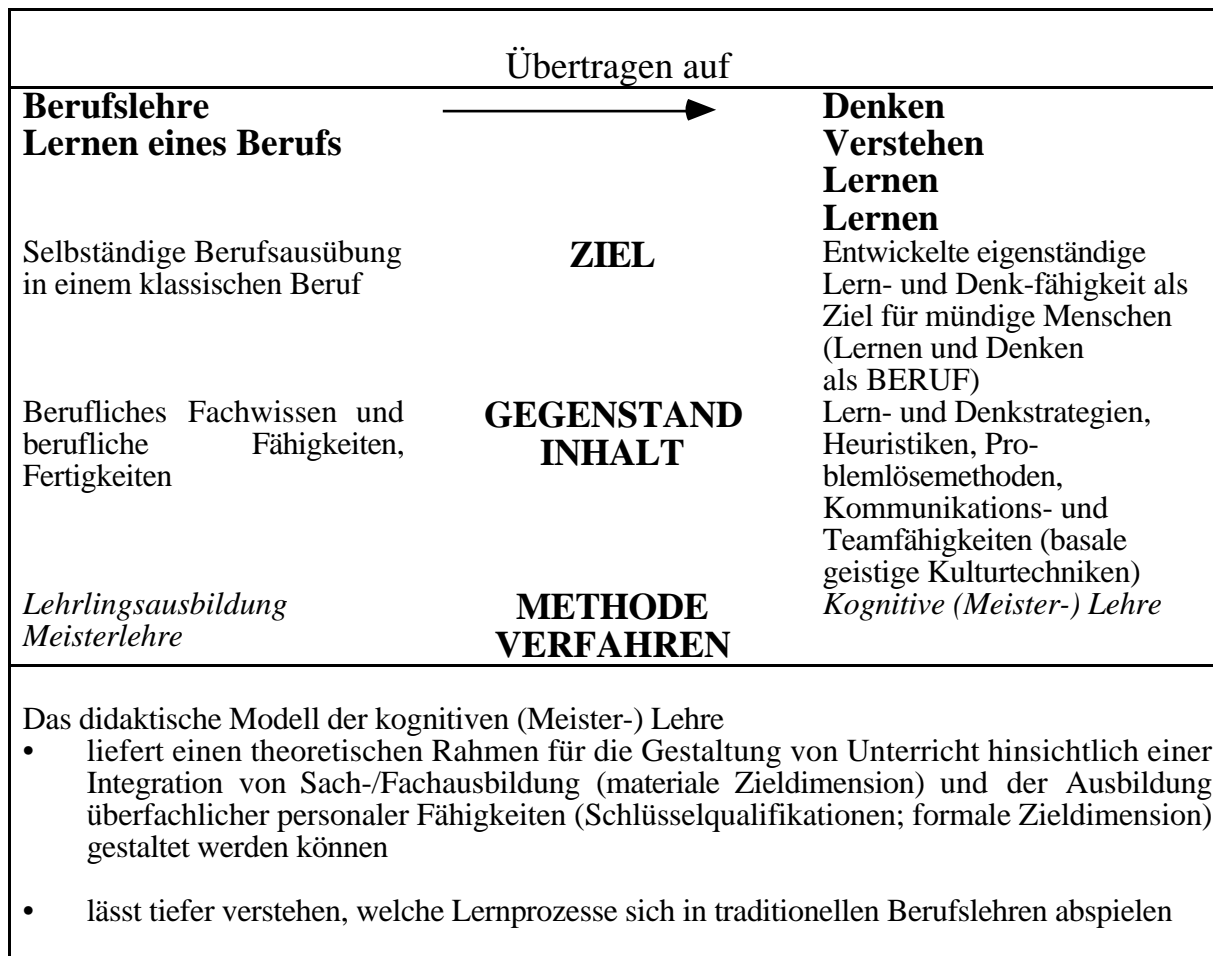 Übertragen auf
Berufslehre Denken
Lernen eines Berufs Verstehen
Lernen
Lernen
Selbständige Berufsausübung ZIEL Entwickelte eigenständige
in einem klassischen Beruf Lern- und Denk-fähigkeit als
Ziel für mündige Menschen
(Lernen und Denken
als BERUF)
Berufliches Fachwissen und GEGENSTAND Lern- und Denkstrategien,
berufliche Fähigkeiten, INHALT Heuristiken, Pro-
Fertigkeiten blemlösemethoden,
Kommunikations- und
Teamfähigkeiten (basale
geistige Kulturtechniken)
Lehrlingsausbildung METHODE Kognitive (Meister-) Lehre
Meisterlehre VERFAHREN
Das didaktische Modell der kognitiven (Meister-) Lehre
• liefert einen theoretischen Rahmen für die Gestaltung von Unterricht hinsichtlich einer
Integration von Sach-/Fachausbildung (materiale Zieldimension) und der Ausbildung
überfachlicher personaler Fähigkeiten (Schlüsselqualifikationen; formale Zieldimension)
gestaltet werden können
• lässt tiefer verstehen, welche Lernprozesse sich in traditionellen Berufslehren abspielen